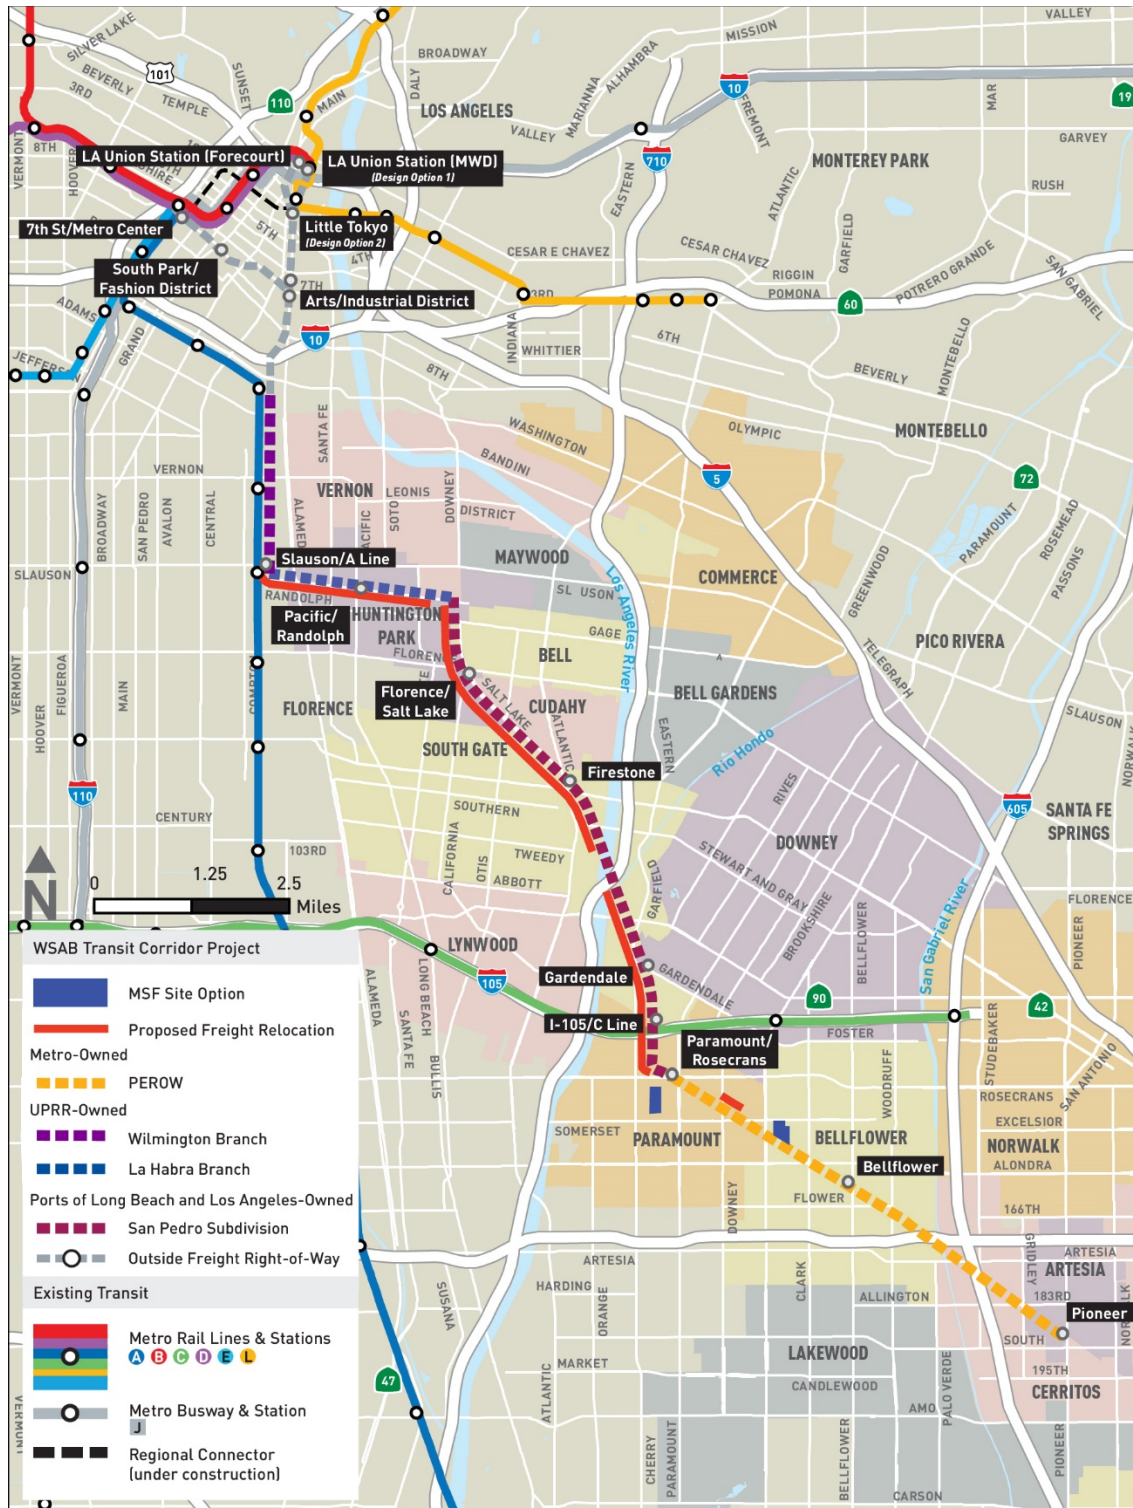 SILVER LAKE
BEVERLY
3RD
TEMPLE
SUNSET
101
110
MAIN
DALY
BROADWAY
LOS ANGELES
VALLEY
MARIANNA
ALHAMBRA
MISSION
VALLEY
10
FREMONT
MAR
19
GARVEY
VERMONT
8TH
HOOVER
LA Union Station (Forecourt)
LA Union Station (MWD)
(Design Option 1)
710
EASTERN
MONTEREY PARK
ATLANTIC
RUSH
GARFIELD
7th St/Metro Center
5TH
Little Tokyo
(Design Option 2)
4TH
CESAR E CHAVEZ
CESAR CHAVEZ
RIGGIN
POMONA
POTRERO GRANDE
SAN GABRIEL
South Park/
Fashion District
7TH
Arts/Industrial District
3RD
60
ADAMS
GRAND
JEFFERSON
10
INDIANA
WHITTIER
6TH
8TH
BEVERLY
MONTEBELLO
WASHINGTON
OLYMPIC
MONTEBELLO
SANTA FE
BANDINI
5
72
VERNON
VERNON
LEONIS
DOWNEY
DISTRICT
PACIFIC
SOTO
BROADWAY
SAN PEDRO
AVALON
CENTRAL
PARAMOUNT
ROSEMEAD
PASSONS
Slauson/A Line
MAYWOOD
COMMERCE
SLAUSON
GREENWOOD
RANDOLPH
Pacific/
Randolph
HUNTINGTON
PARK
Los Angeles River
GAGE
BELL
PICO RIVERA
TELEGRAPH
VERMONT
HOOVER
FIGUEROA
MAIN
COMPTON
FLORENCE
Florence/
Salt Lake
SALT LAKE
CUDAHY
BELL GARDENS
SLAUSON
NORWALK
SOUTH GATE
ATLANTIC
EASTERN
Rio Hondo
Firestone
110
RIVES
605
SANTA FE
SPRINGS
CENTURY
SOUTHERN
DOWNEY
103RD
CALIFORNIA
OTIS
TWEEDY
ABBOTT
STEWART AND GRAY
BROOKSHIRE
GARFIELD
BELLFLOWER
FLORENCE
N
0
1.25
2.5
Miles
LYNWOOD
San Gabriel River
PIONEER
105
Gardendale
GARDENDALE
90
42
I-105/C Line
FOSTER
Paramount/
Rosecrans
STUDEBAKER
SAN ANTONIO
ALAMEDA
SANTA FE
LONG BEACH
BULLIS
WOODRUFF
ROSECRANS
EXCELSIOR
SOMERSET
PARAMOUNT
BELLFLOWER
NORWALK
ALONDRA
Bellflower
FLOWER
166TH
DOWNEY
ARTESIA
GRIDLEY
ARTESIA
ARTESIA
HARDING
ORANGE
CLARK
ALLINGTON
183RD
SUSANA
Pioneer
SOUTH
MARKET
LAKEWOOD
195TH
CANDLEWOOD
CERRITOS
PALO VERDE
47
ATLANTIC
AMO
CHERRY
PARAMOUNT
BELLFLOWER
PIONEER
CARSON
WSAB Transit Corridor Project
MSF Site Option
Proposed Freight Relocation
Metro-Owned
PEROW
UPRR-Owned
Wilmington Branch
La Habra Branch
Ports of Long Beach and Los Angeles-Owned
San Pedro Subdivision
Outside Freight Right-of-Way
Existing Transit
Metro Rail Lines & Stations
A B C D E L
Metro Busway & Station
J
Regional Connector
(under construction)
VERMONT